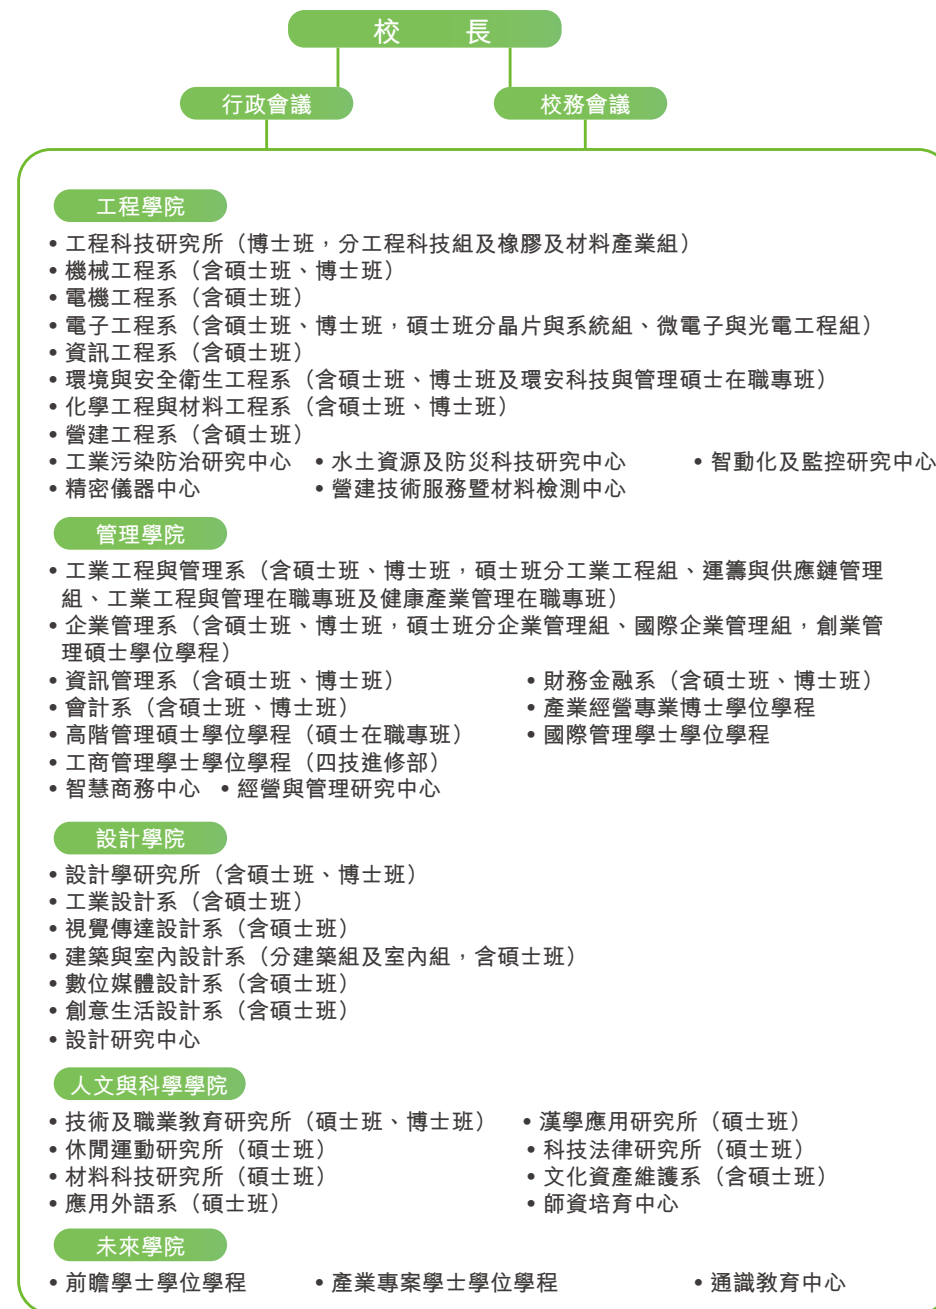 校 長
行政會議 校務會議
工程學院
• 工程科技研究所（博士班，分工程科技組及橡膠及材料產業組）
• 機械工程系（含碩士班、博士班）
• 電機工程系（含碩士班）
• 電子工程系（含碩士班、博士班，碩士班分晶片與系統組、微電子與光電工程組）
• 資訊工程系（含碩士班）
• 環境與安全衛生工程系（含碩士班、博士班及環安科技與管理碩士在職專班）
• 化學工程與材料工程系（含碩士班、博士班）
• 營建工程系（含碩士班）
• 工業污染防治研究中心 • 水土資源及防災科技研究中心 • 智動化及監控研究中心
• 精密儀器中心 • 營建技術服務暨材料檢測中心
管理學院
• 工業工程與管理系（含碩士班、博士班，碩士班分工業工程組、運籌與供應鏈管理
組、工業工程與管理在職專班及健康產業管理在職專班）
• 企業管理系（含碩士班、博士班，碩士班分企業管理組、國際企業管理組，創業管
理碩士學位學程）
• 資訊管理系（含碩士班、博士班） • 財務金融系（含碩士班、博士班）
• 會計系（含碩士班、博士班） • 產業經營專業博士學位學程
• 高階管理碩士學位學程（碩士在職專班） • 國際管理學士學位學程
• 工商管理學士學位學程（四技進修部）
• 智慧商務中心 • 經營與管理研究中心
設計學院
• 設計學研究所（含碩士班、博士班）
• 工業設計系（含碩士班）
• 視覺傳達設計系（含碩士班）
• 建築與室內設計系（分建築組及室內組，含碩士班）
• 數位媒體設計系（含碩士班）
• 創意生活設計系（含碩士班）
• 設計研究中心
人文與科學學院
• 技術及職業教育研究所（碩士班、博士班） • 漢學應用研究所（碩士班）
• 休閒運動研究所（碩士班） • 科技法律研究所（碩士班）
• 材料科技研究所（碩士班） • 文化資產維護系（含碩士班）
• 應用外語系（碩士班） • 師資培育中心
未來學院
• 前瞻學士學位學程 • 產業專案學士學位學程 • 通識教育中心